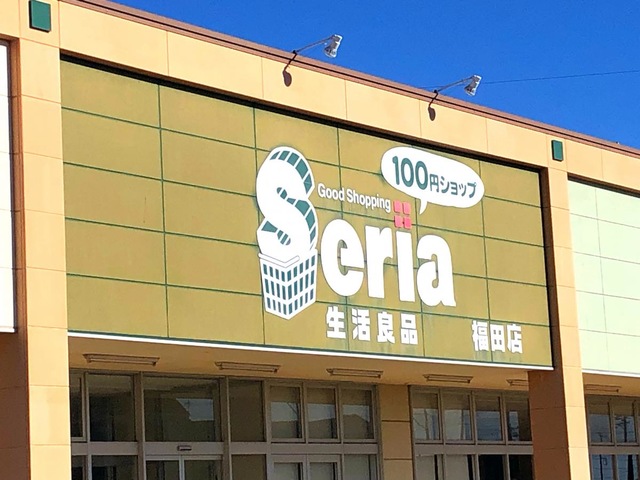 100円ショップ
Good Shopping
Seria
生活良品
福田店